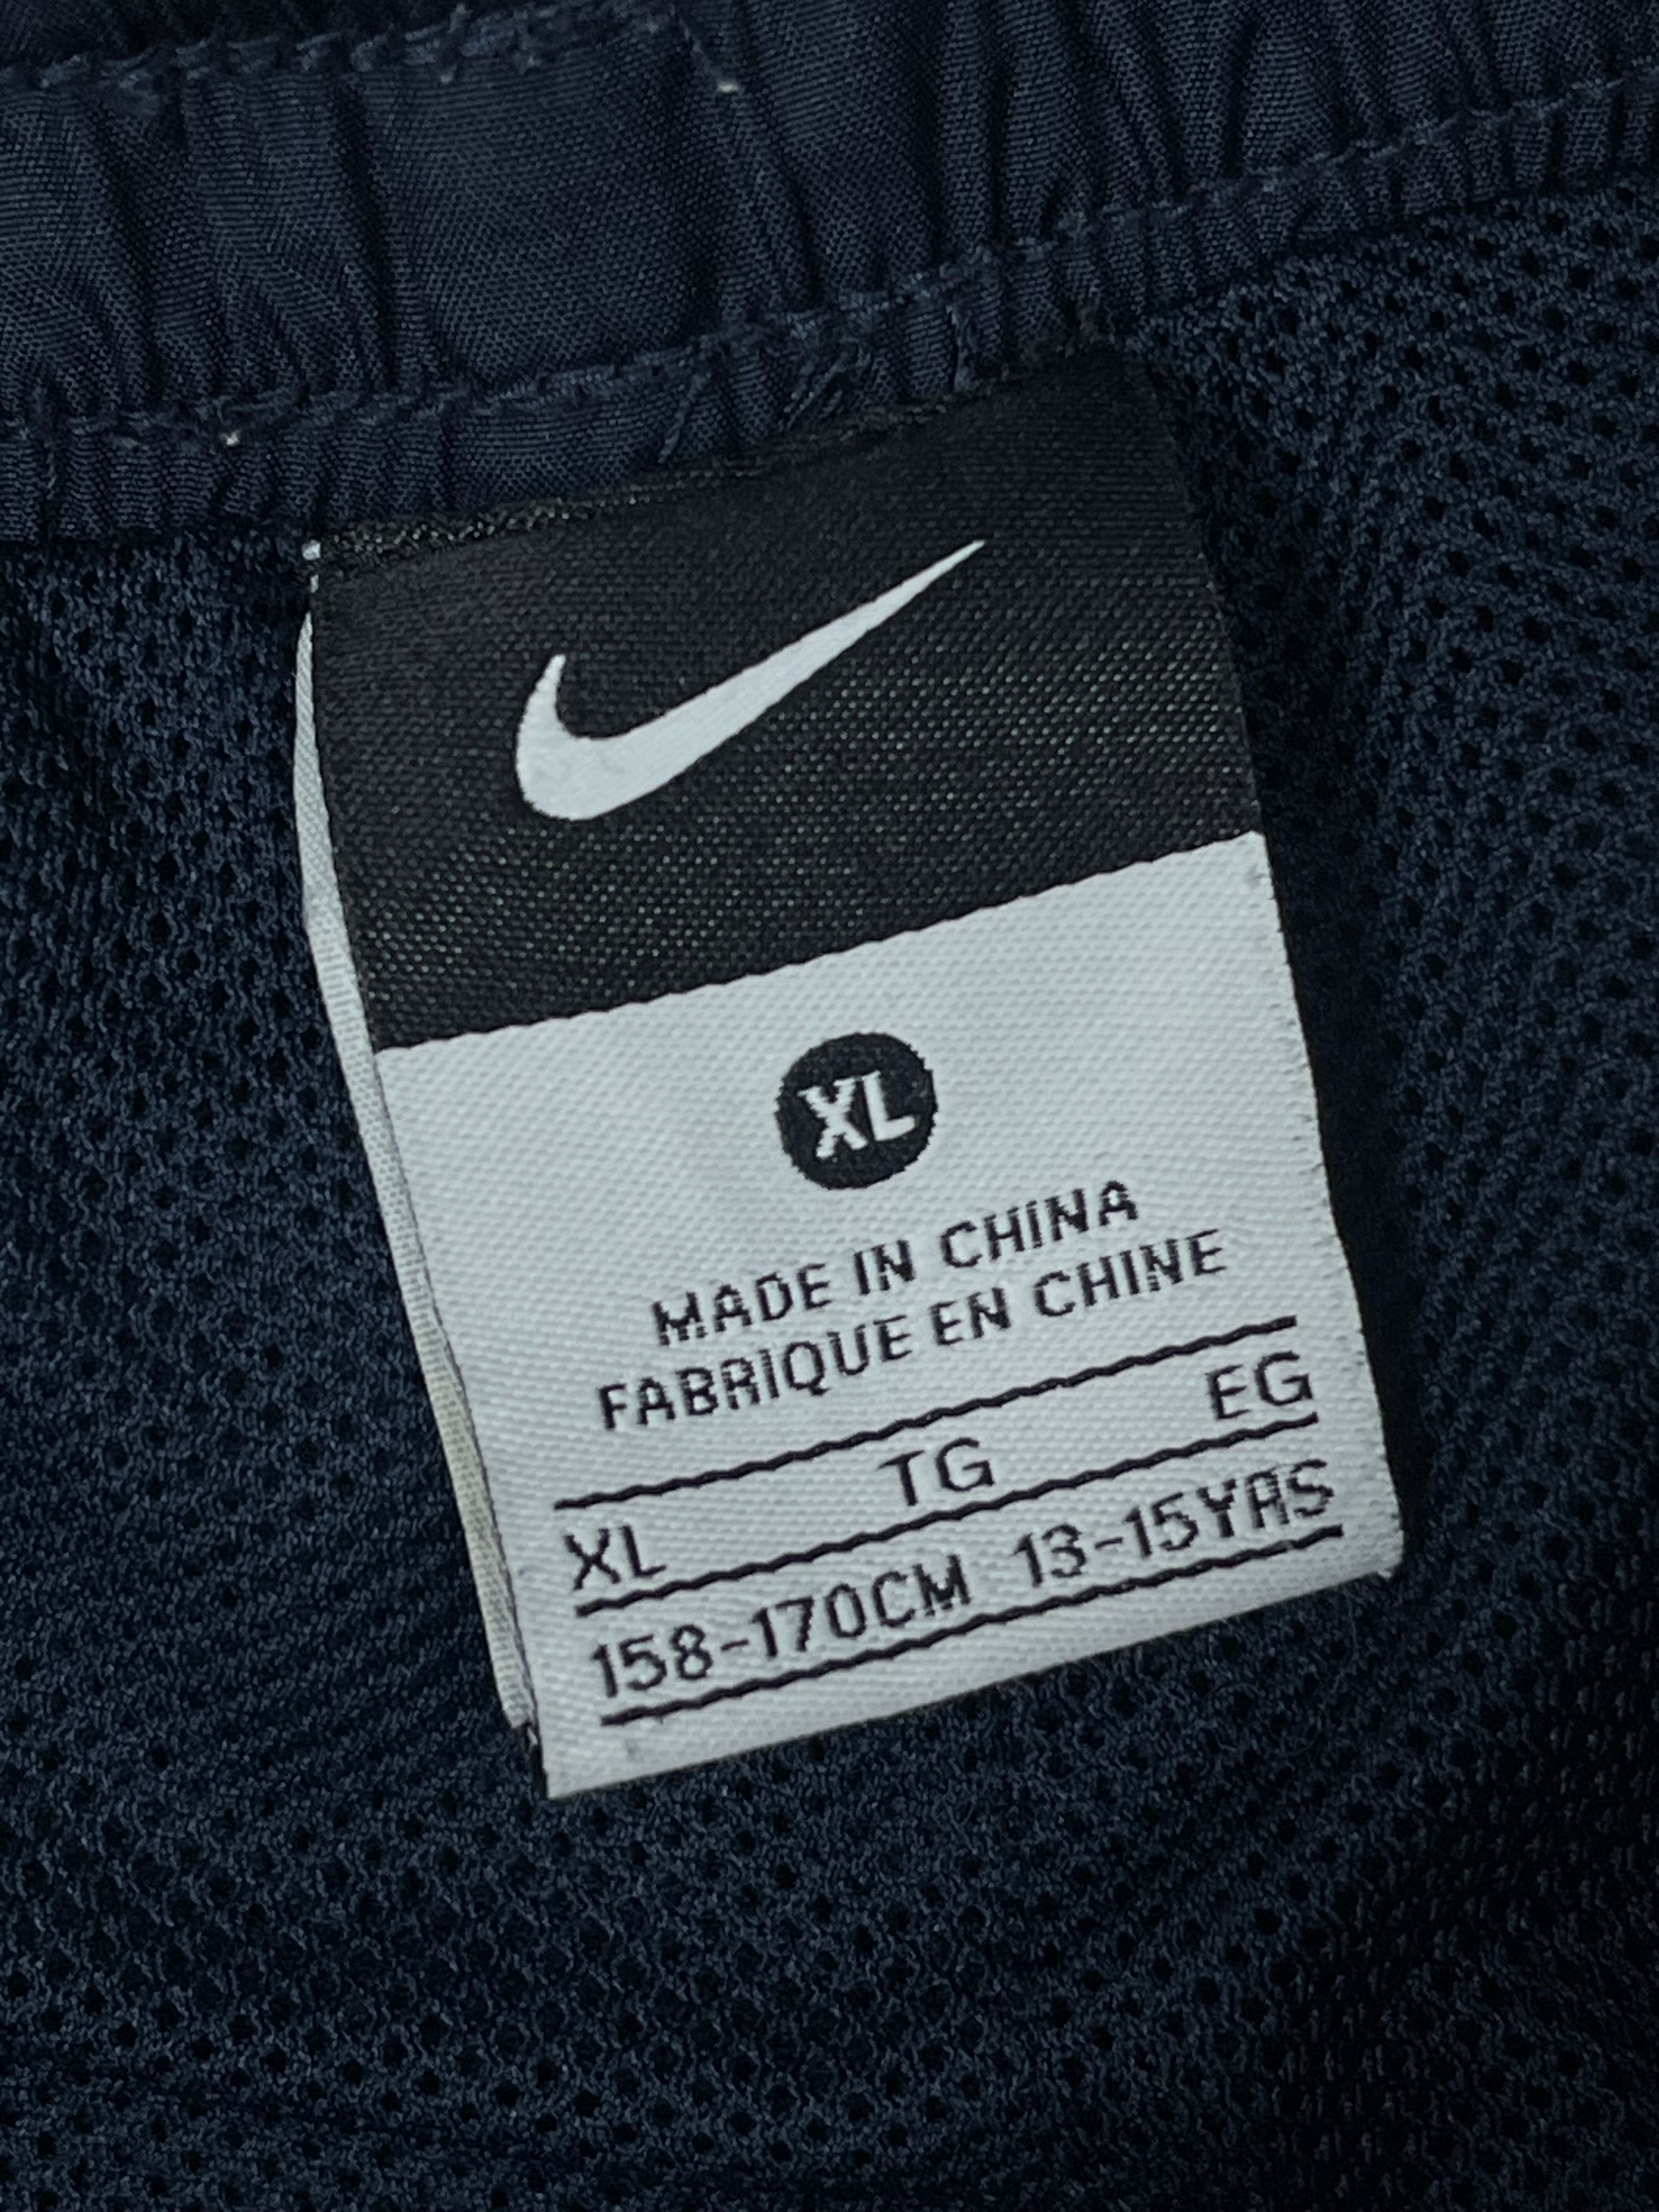 XL
MADE IN CHINA
FABRIQUE EN CHINE
XL TG EG
158-170CM 13-15YRS